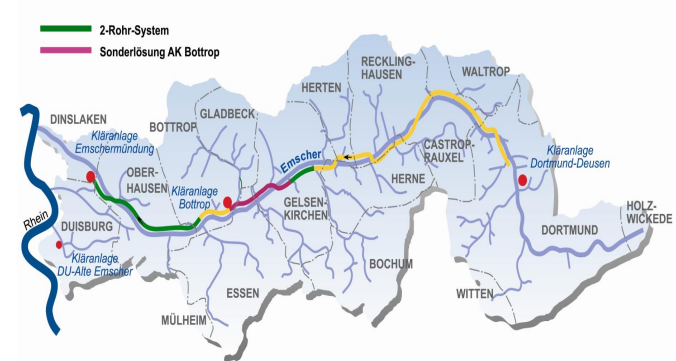 2-Rohr-System
Sonderlösung AK Bottrop
RECKLING-
HAUSEN
WALTROP
HERTEN
GLADBECK
DINSLAKEN
BOTTROP
Kläranlage
Emschermündung
Emscher
CASTROP-
RAUXEL
Kläranlage
Dortmund-Deusen
OBER-
HAUSEN
Kläranlage
Bottrop
HERNE
GELSEN-
KIRCHEN
HOLZ-
WICKEDE
Rhein
DUISBURG
DORTMUND
Kläranlage
DU-Alte Emscher
BOCHUM
ESSEN
WITTEN
MÜLHEIM